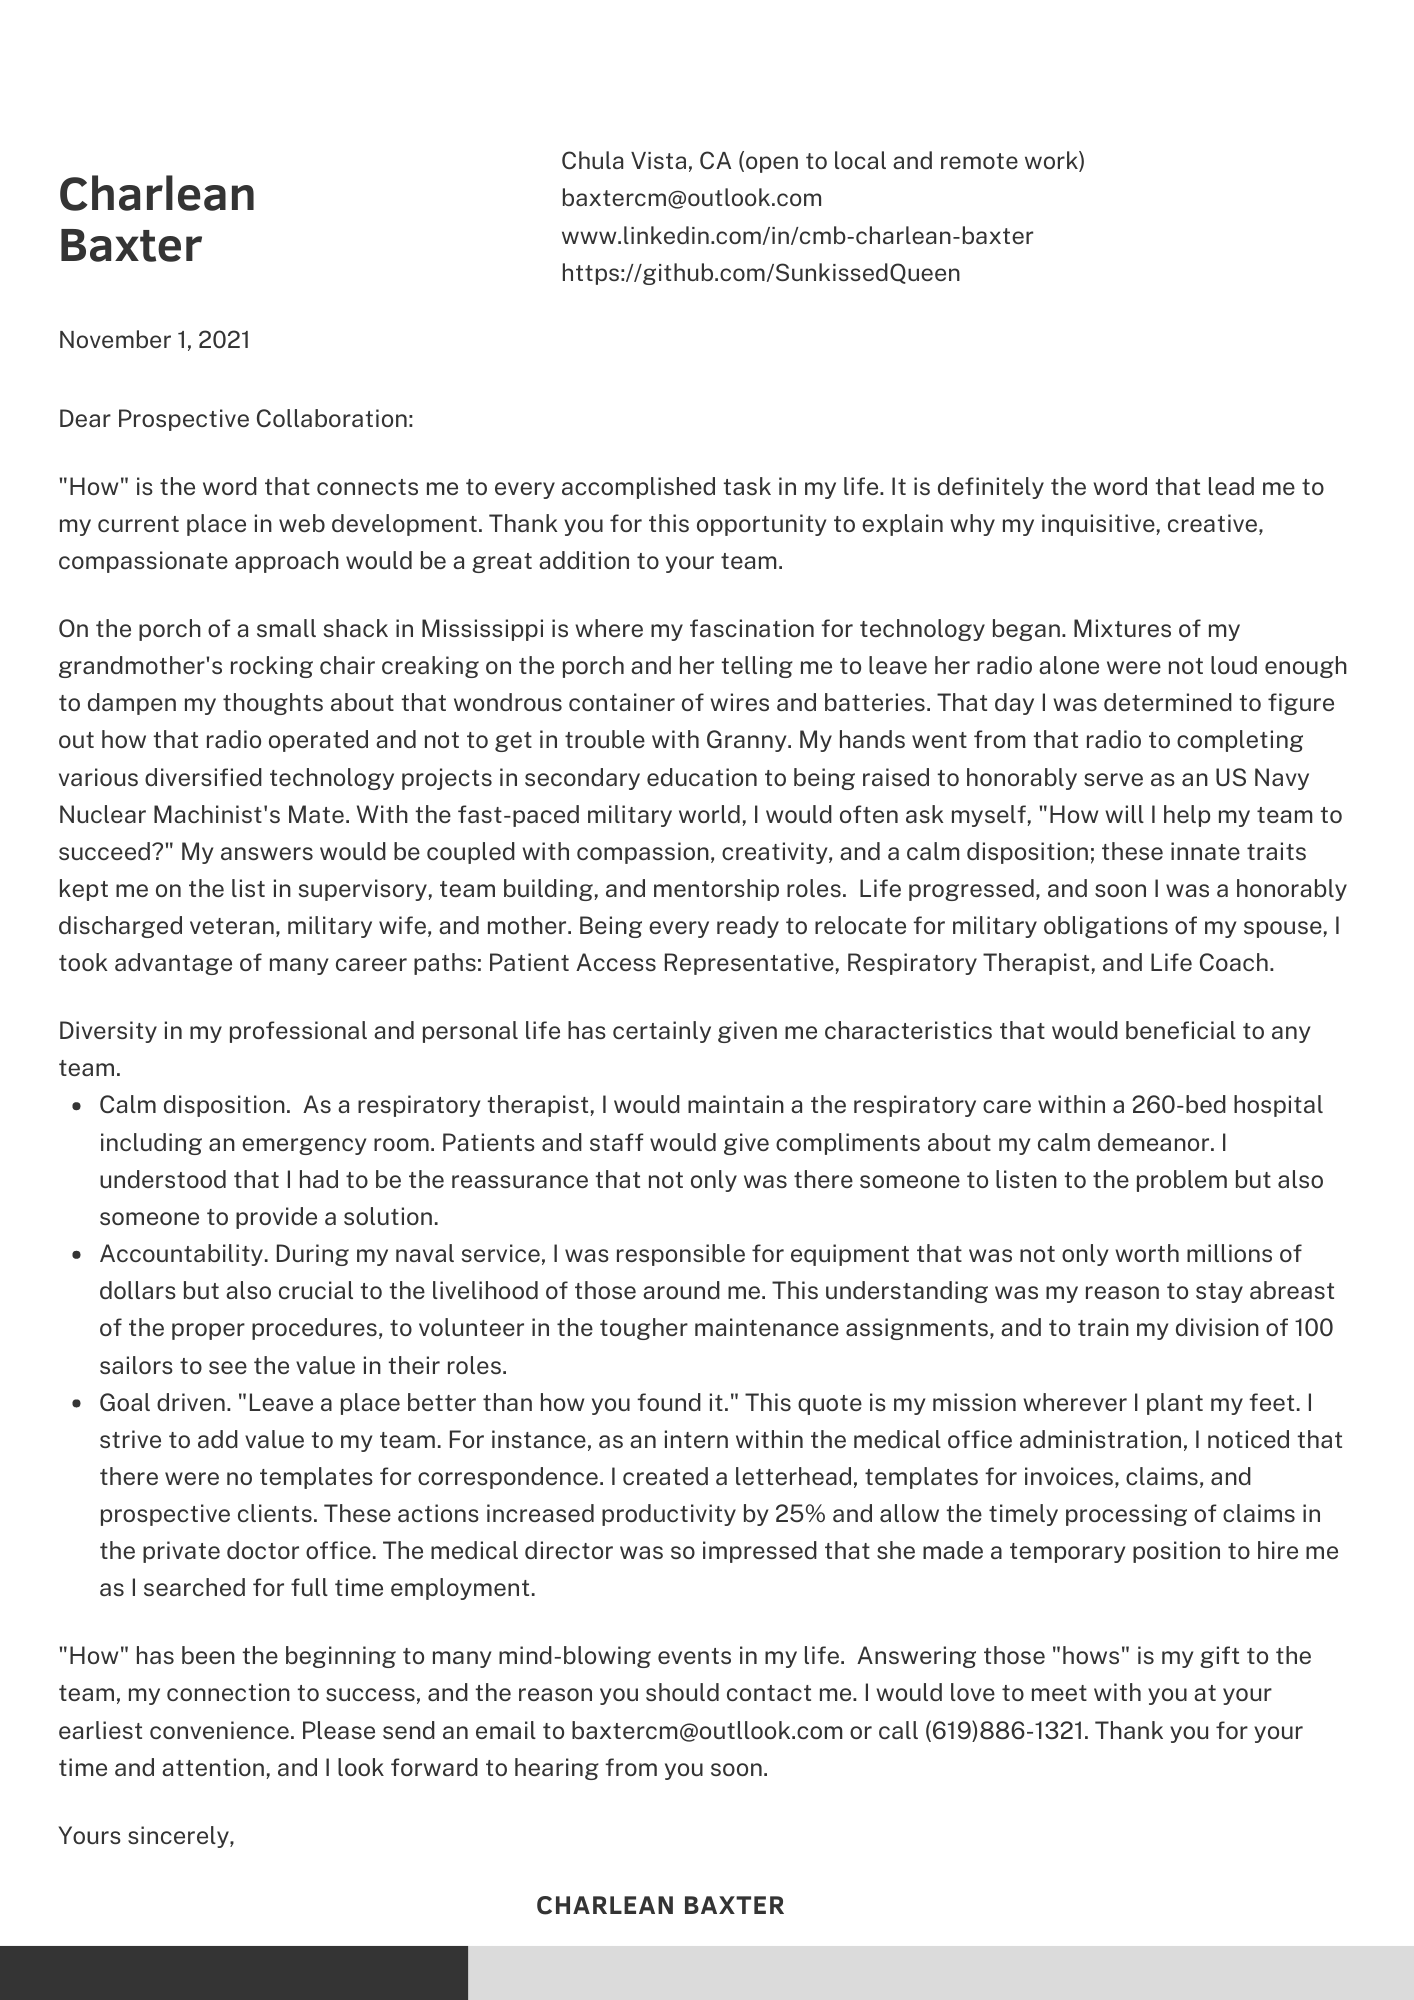 Charlean
Baxter
Chula Vista, CA (open to local and remote work)
baxtercm@outlook.com
www.linkedin.com/in/cmb-charlean-baxter
https://github.com/SunkissedQueen
November 1, 2021
Dear Prospective Collaboration:
"How" is the word that connects me to every accomplished task in my life. It is definitely the word that lead me to
my current place in web development. Thank you for this opportunity to explain why my inquisitive, creative,
compassionate approach would be a great addition to your team.
On the porch of a small shack in Mississippi is where my fascination for technology began. Mixtures of my
grandmother's rocking chair creaking on the porch and her telling me to leave her radio alone were not loud enough
to dampen my thoughts about that wondrous container of wires and batteries. That day I was determined to figure
out how that radio operated and not to get in trouble with Granny. My hands went from that radio to completing
various diversified technology projects in secondary education to being raised to honorably serve as an US Navy
Nuclear Machinist's Mate. With the fast-paced military world, I would often ask myself, "How will I help my team to
succeed?" My answers would be coupled with compassion, creativity, and a calm disposition; these innate traits
kept me on the list in supervisory, team building, and mentorship roles.  Life progressed, and soon I was a honorably
discharged veteran, military wife, and mother. Being every ready to relocate for military obligations of my spouse, I
took advantage of many career paths: Patient Access Representative, Respiratory Therapist, and Life Coach.
Diversity in my professional and personal life has certainly given me characteristics that would beneficial to any
team.
• Calm disposition.  As a respiratory therapist, I would maintain a the respiratory care within a 260-bed hospital
including an emergency room. Patients and staff would give compliments about my calm demeanor. I
understood that I had to be the reassurance that not only was there someone to listen to the problem but also
someone to provide a solution.
• Accountability. During my naval service, I was responsible for equipment that was not only worth millions of
dollars but also crucial to the livelihood of those around me. This understanding was my reason to stay abreast
of the proper procedures, to volunteer in the tougher maintenance assignments, and to train my division of 100
sailors to see the value in their roles.
• Goal driven. "Leave a place better than how you found it." This quote is my mission wherever I plant my feet. I
strive to add value to my team. For instance, as an intern within the medical office administration, I noticed that
there were no templates for correspondence. I created a letterhead, templates for invoices, claims, and
prospective clients. These actions increased productivity by 25% and allow the timely processing of claims in
the private doctor office. The medical director was so impressed that she made a temporary position to hire me
as I searched for full time employment.
"How" has been the beginning to many mind-blowing events in my life.  Answering those "hows" is my gift to the
team, my connection to success, and the reason you should contact me. I would love to meet with you at your
earliest convenience. Please send an email to baxtercm@outllook.com or call (619)886-1321. Thank you for your
time and attention, and I look forward to hearing from you soon.
Yours sincerely,
CHARLEAN BAXTER